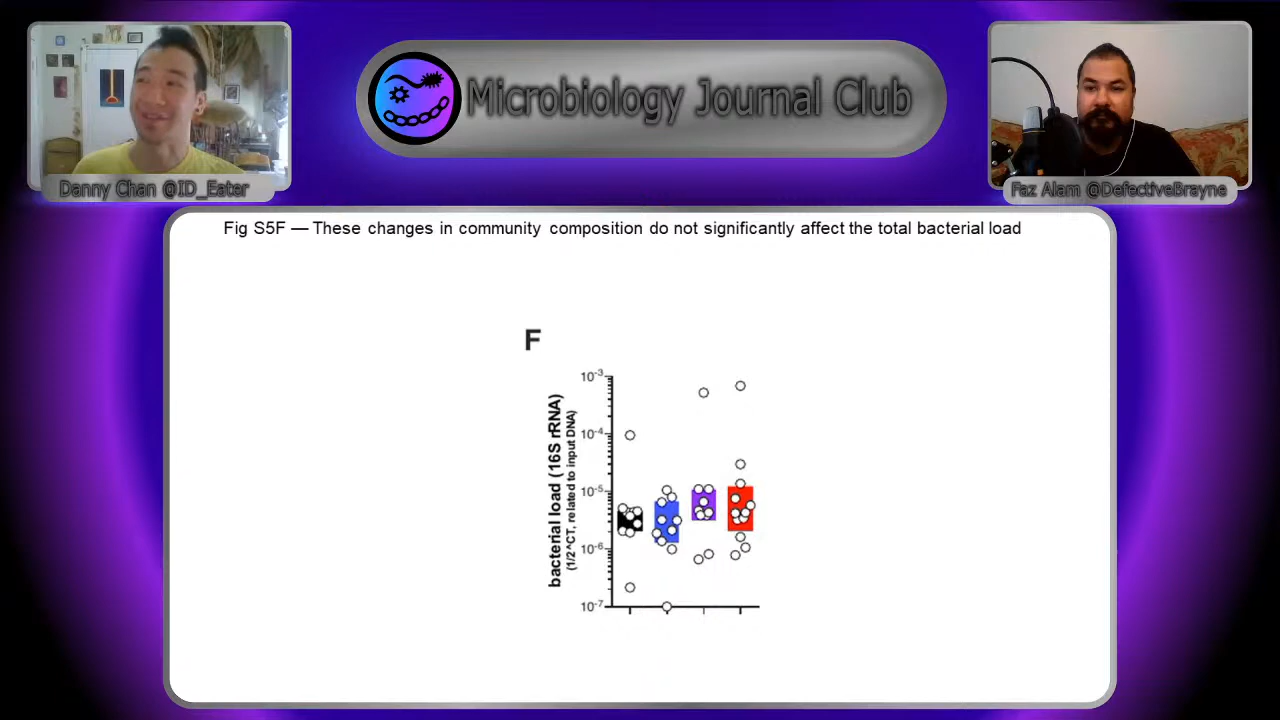 Microbiology Journal Club
Danny Chan @ID_Eater
Faz Alam @DefectiveBrayne
Fig S5F — These changes in community composition do not significantly affect the total bacterial load
F
bacterial load (16S rRNA)
(1/2^CT, related to input DNA)
10-3
10-4
10-5
10-6
10-7